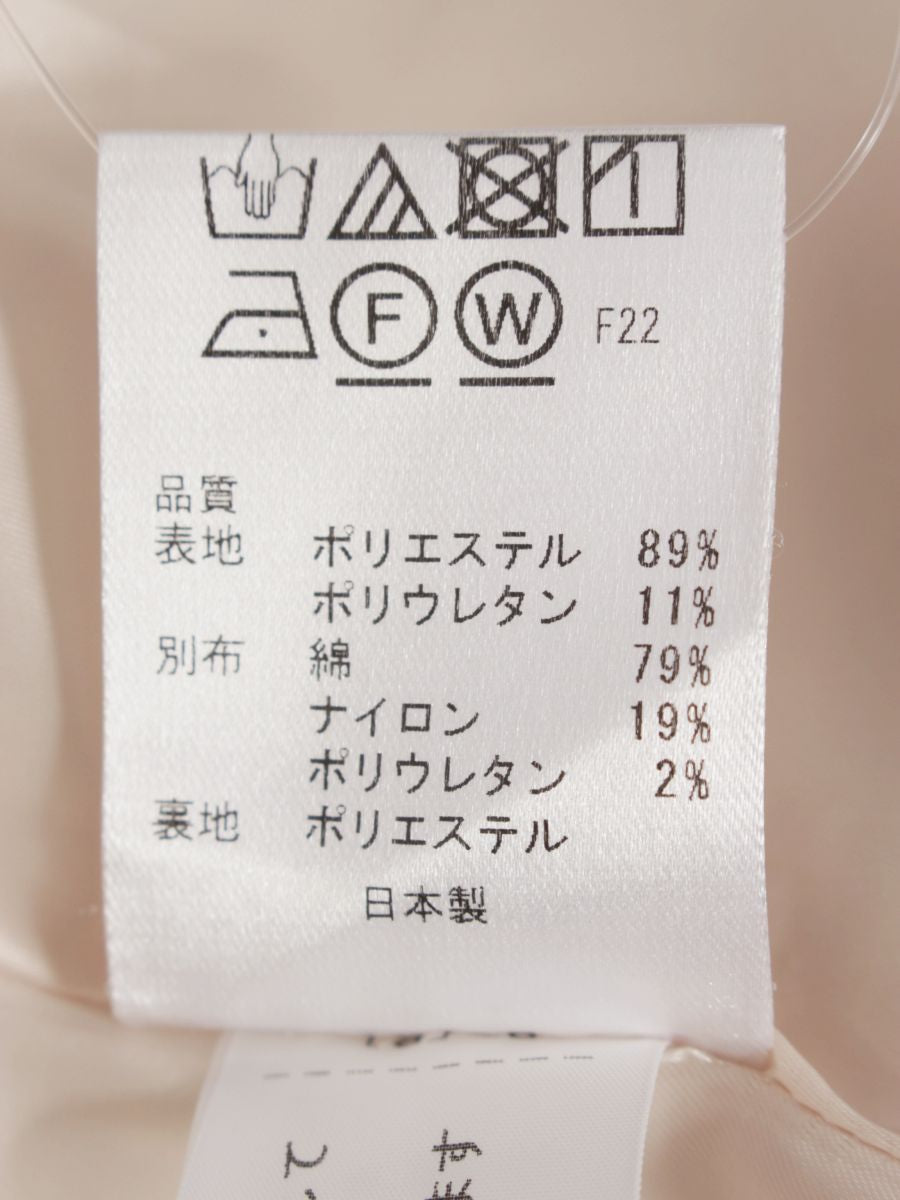 F W F22
品質
表地 ポリエステル 89%
ポリウレタン 11%
別布 綿 79%
ナイロン 19%
ポリウレタン 2%
裏地 ポリエステル
日本製